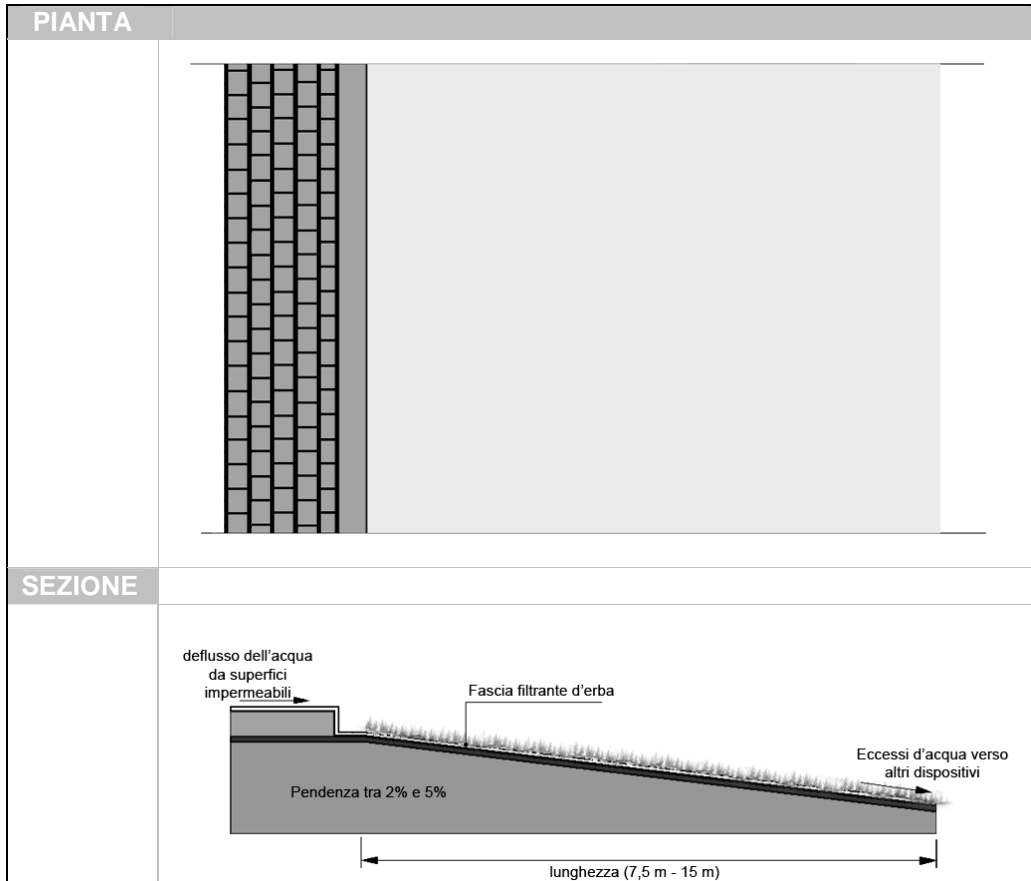 PIANTA
SEZIONE
deflusso dell'acqua
da superfici
impermeabili
Fascia filtrante d'erba
Eccessi d'acqua verso
altri dispositivi
Pendenza tra 2% e 5%
lunghezza (7,5 m - 15 m)